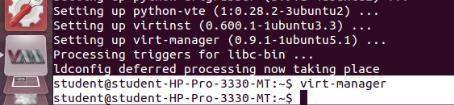 Setting up python-vte (1:0.28.2-3ubuntu2) ...
Setting up virtinst (0.600.1-1ubuntu3.3) ...
Setting up virt-manager (0.9.1-1ubuntu5.1) ...
Processing triggers for libc-bin ...
ldconfig deferred processing now taking place
student@student-HP-Pro-3330-MT:~$ virt-manager
student@student-HP-Pro-3330-MT:~$